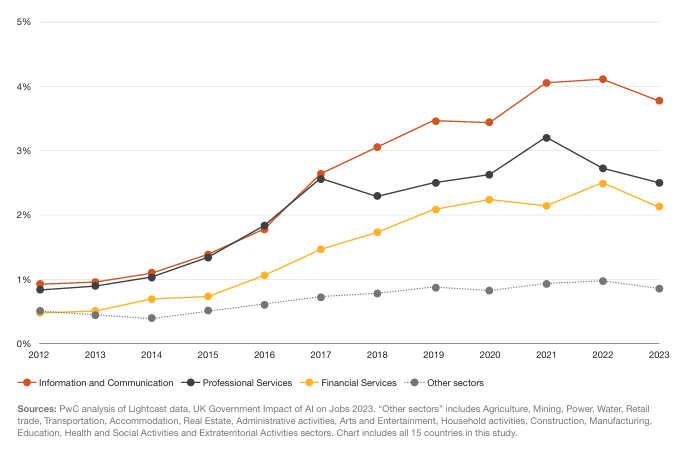 5%
4%
3%
2%
1%
0%
2012 2013 2014 2015 2016 2017 2018 2019 2020 2021 2022 2023
Information and Communication Professional Services Financial Services Other sectors
Sources: PwC analysis of Lightcast data, UK Government Impact of AI on Jobs 2023. “Other sectors” includes Agriculture, Mining, Power, Water, Retail
trade, Transportation, Accommodation, Real Estate, Administrative activities, Arts and Entertainment, Household activities, Construction, Manufacturing,
Education, Health and Social Activities and Extraterritorial Activities sectors. Chart includes all 15 countries in this study.